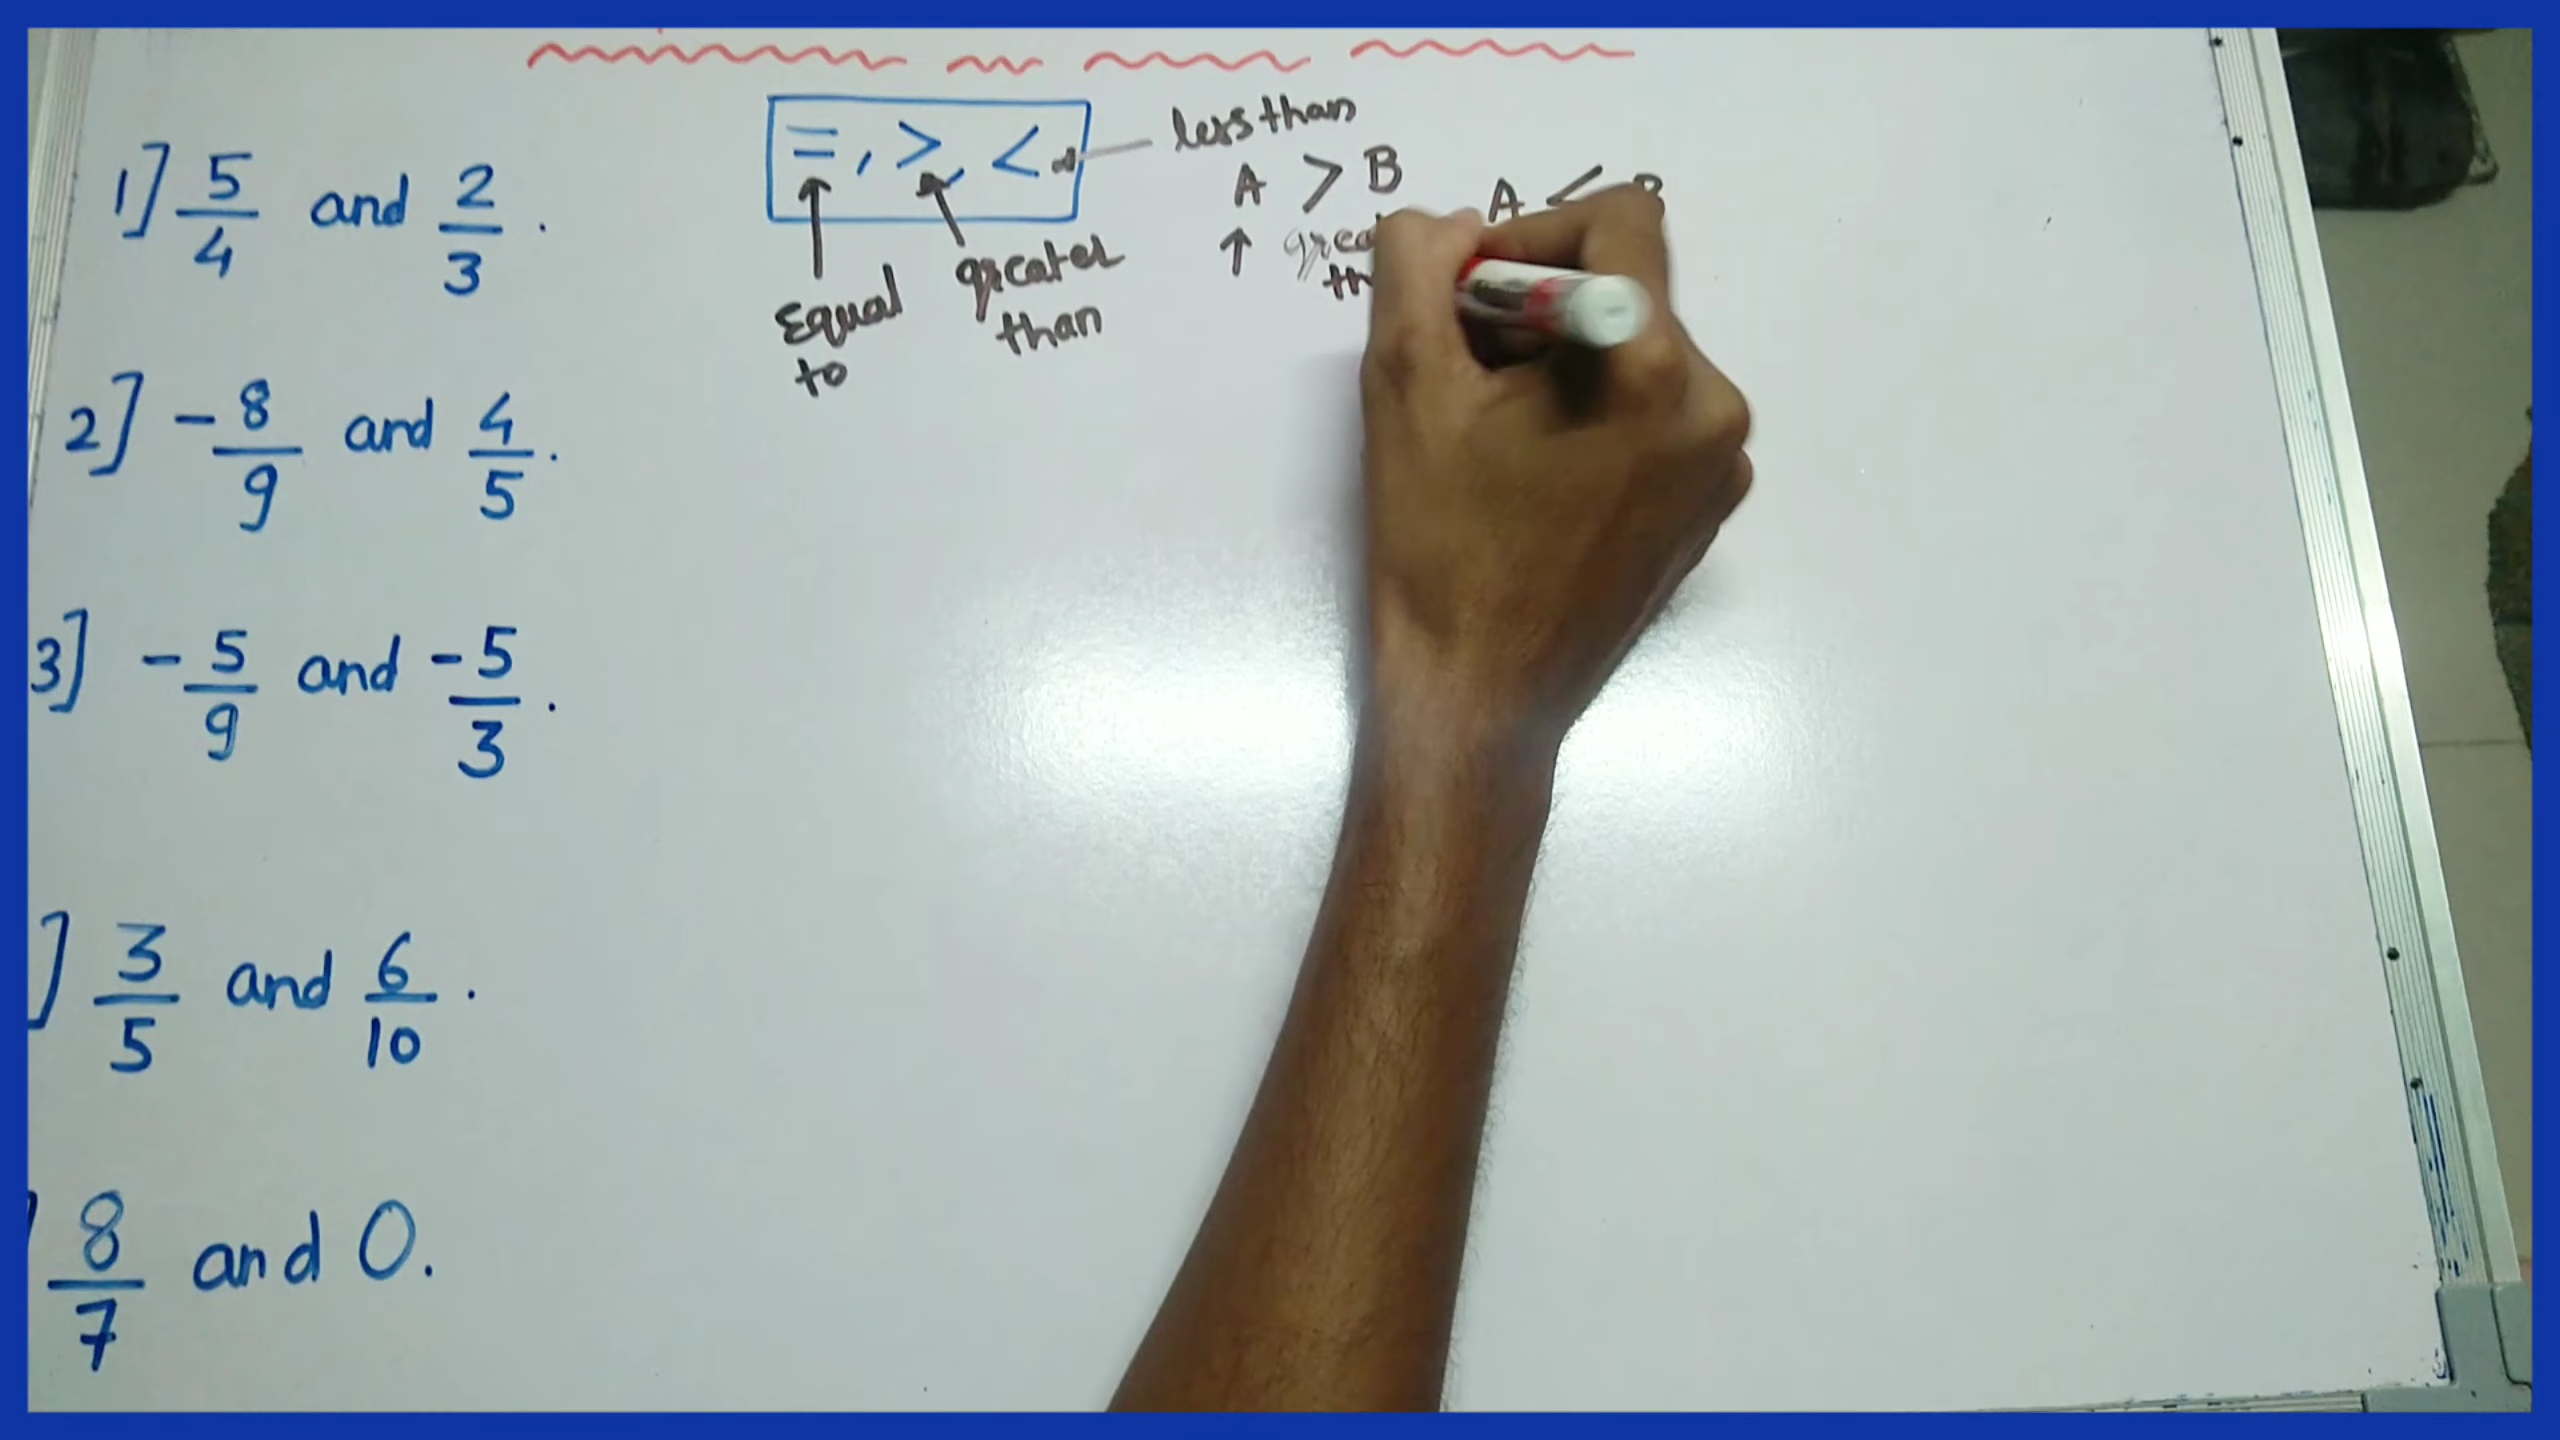 =, >, <
less than
Equal to
greater than
A > B
A <
↑
1] 5/4 and 2/3.
2] -8/9 and 4/5.
3] -5/9 and -5/3.
] 3/5 and 6/10.
] 8/7 and 0.